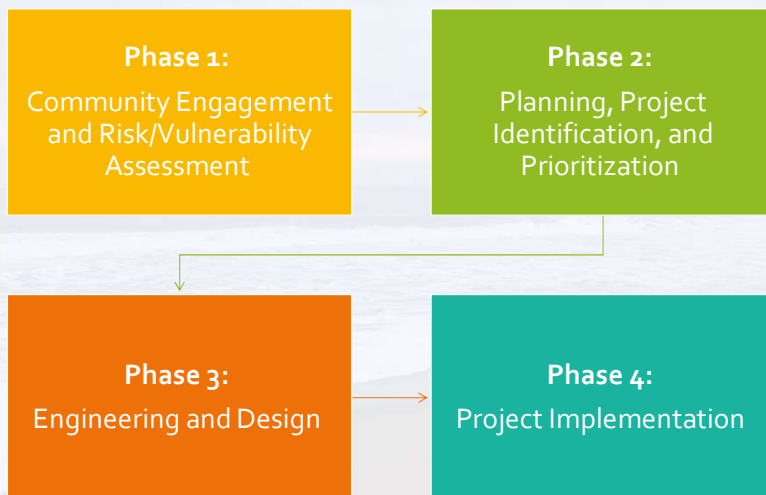 Phase 1:
Community Engagement
and Risk/Vulnerability
Assessment
Phase 2:
Planning, Project
Identification, and
Prioritization
Phase 3:
Engineering and Design
Phase 4:
Project Implementation